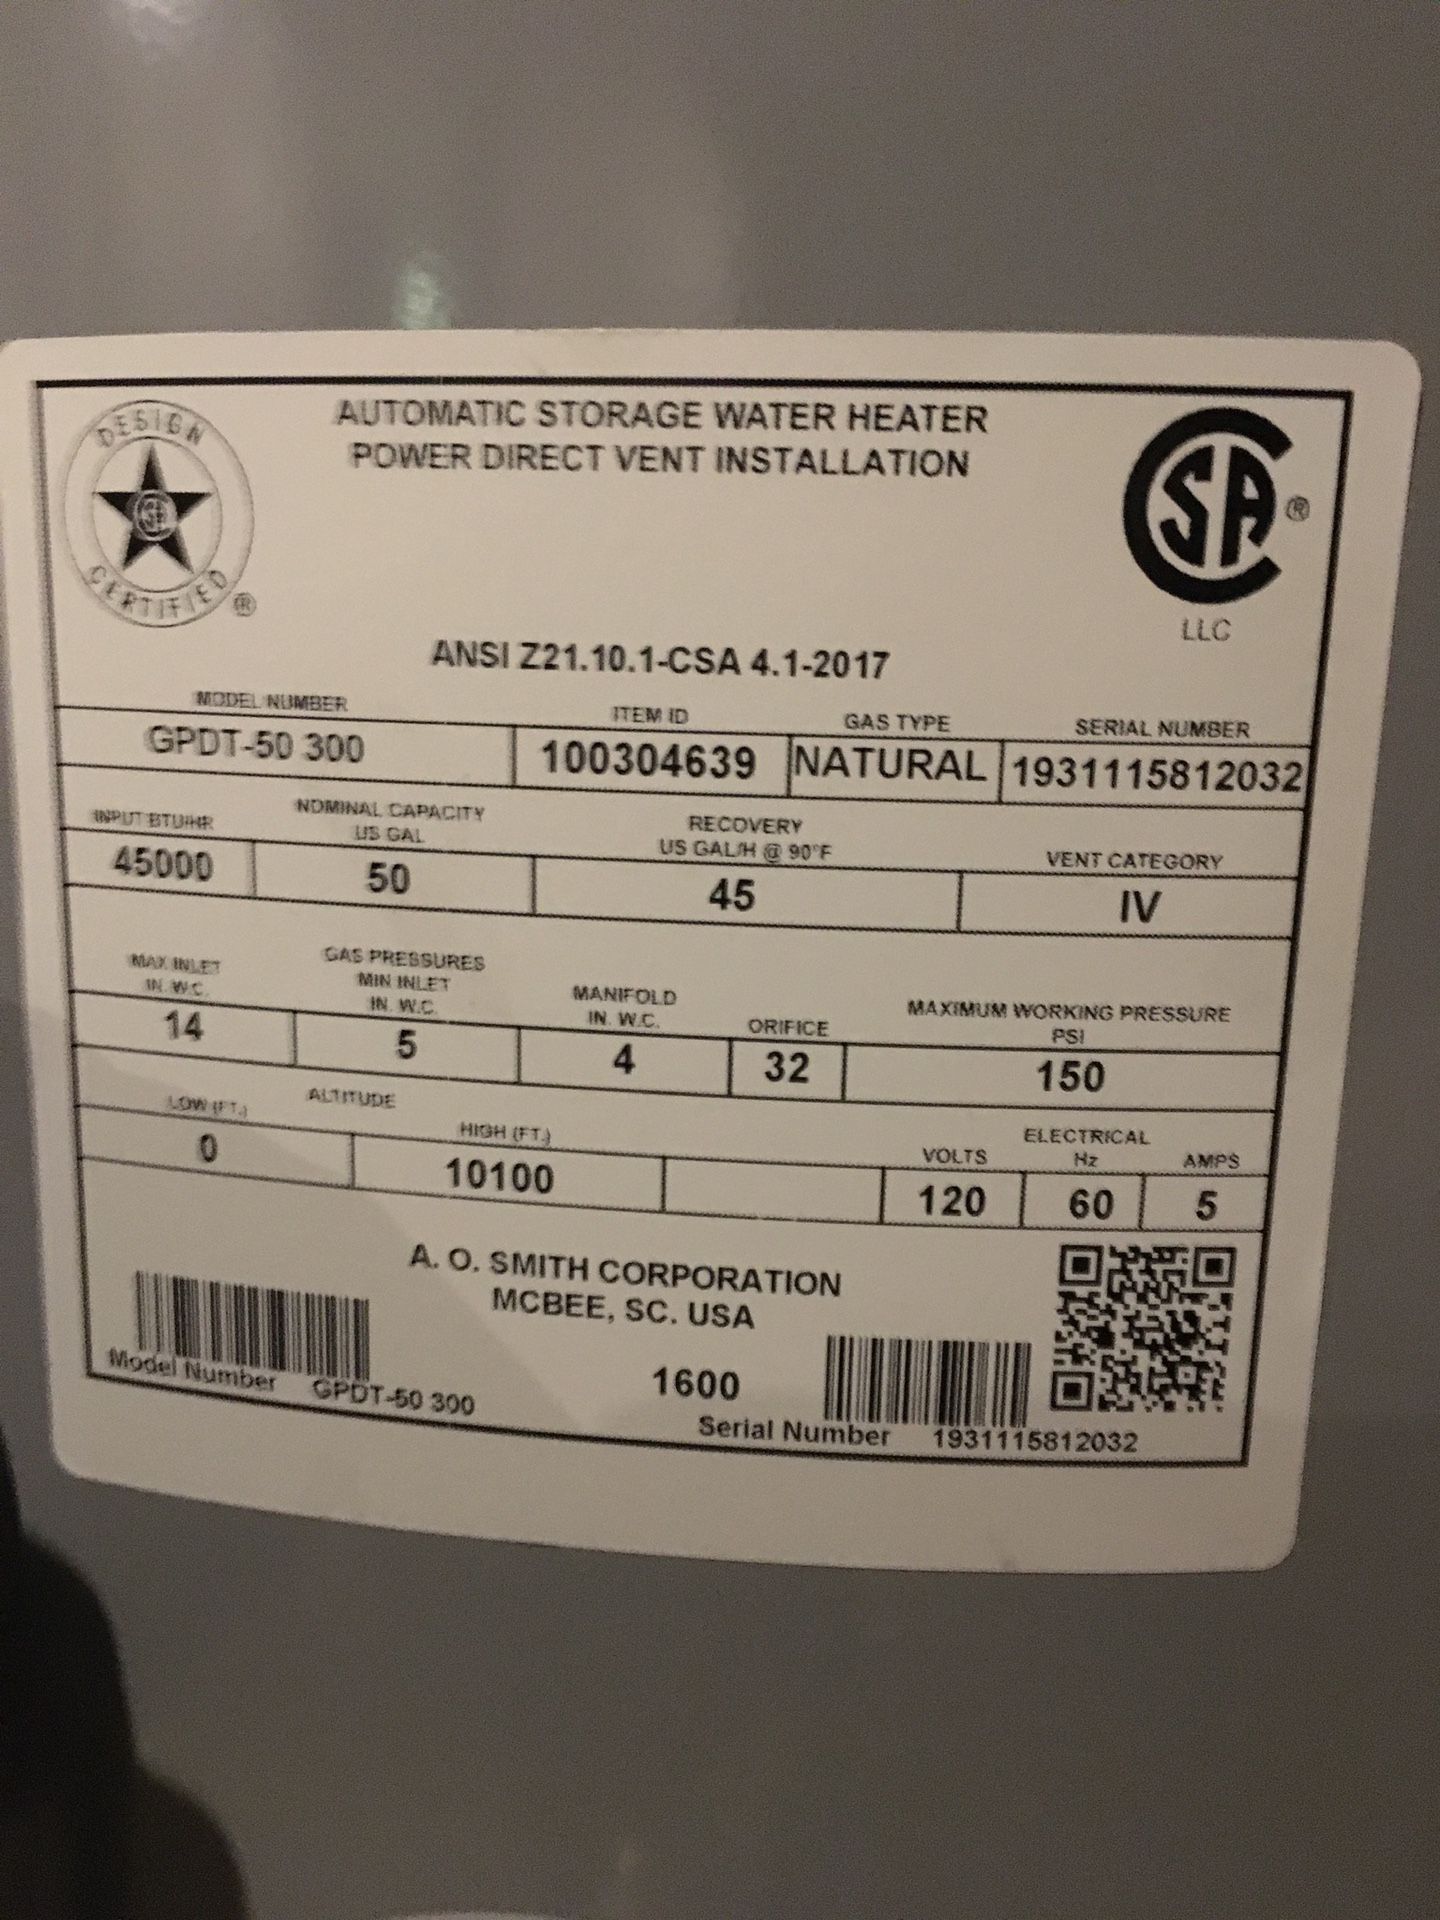 DESIGN
CERTIFIED ®
AUTOMATIC STORAGE WATER HEATER
POWER DIRECT VENT INSTALLATION
SA ®
LLC
ANSI Z21.10.1-CSA 4.1-2017
MODEL NUMBER ITEM ID GAS TYPE SERIAL NUMBER
GPDT-50 300 100304639 NATURAL 1931115812032
INPUT BTU/HR NOMINAL CAPACITY US GAL RECOVERY US GAL/H @ 90°F VENT CATEGORY
45000 50 45 IV
GAS PRESSURES
MAX INLET IN. W.C. MIN INLET IN. W.C. MANIFOLD IN. W.C. ORIFICE MAXIMUM WORKING PRESSURE PSI
14 5 4 32 150
ALTITUDE ELECTRICAL
LOW (FT.) HIGH (FT.) VOLTS Hz AMPS
0 10100 120 60 5
A. O. SMITH CORPORATION
MCBEE, SC. USA
1600
Model Number GPDT-50 300
Serial Number 1931115812032